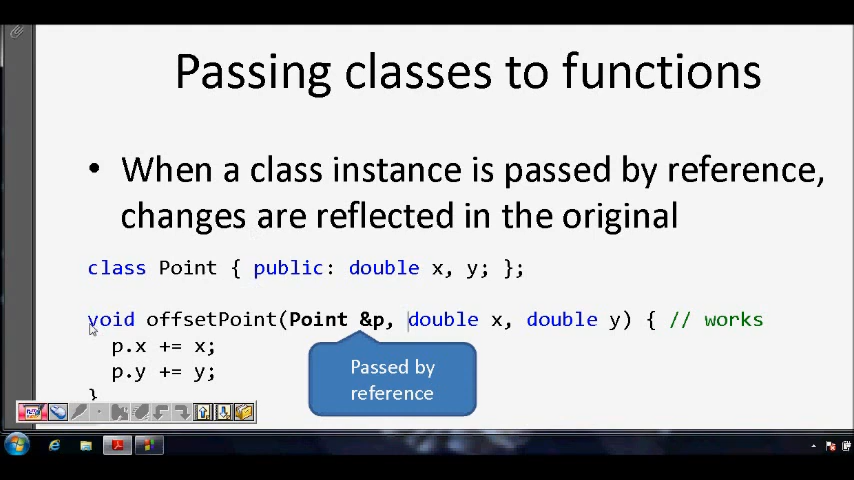 Passing classes to functions
• When a class instance is passed by reference,
changes are reflected in the original
class Point { public: double x, y; };
void offsetPoint(Point &p, double x, double y) { // works
p.x += x;
p.y += y;
}
Passed by
reference